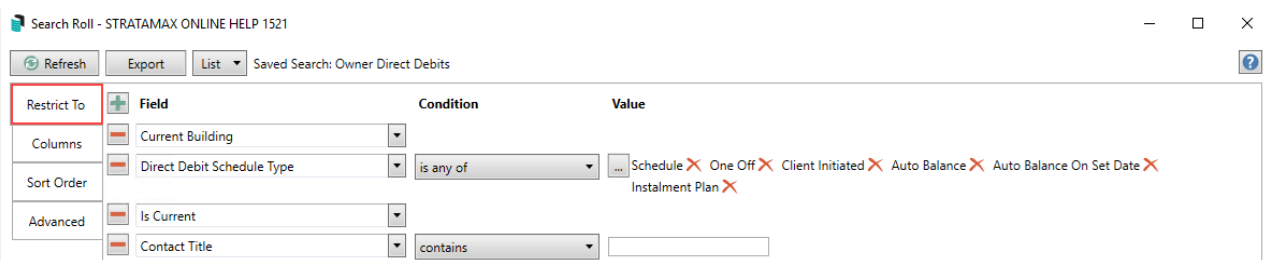 Search Roll - STRATAMAX ONLINE HELP 1521
Refresh Export List Saved Search: Owner Direct Debits
Restrict To Field Condition Value
Columns Current Building
Direct Debit Schedule Type is any of ... Schedule One Off Client Initiated Auto Balance Auto Balance On Set Date
Instalment Plan
Sort Order
Advanced Is Current
Contact Title contains